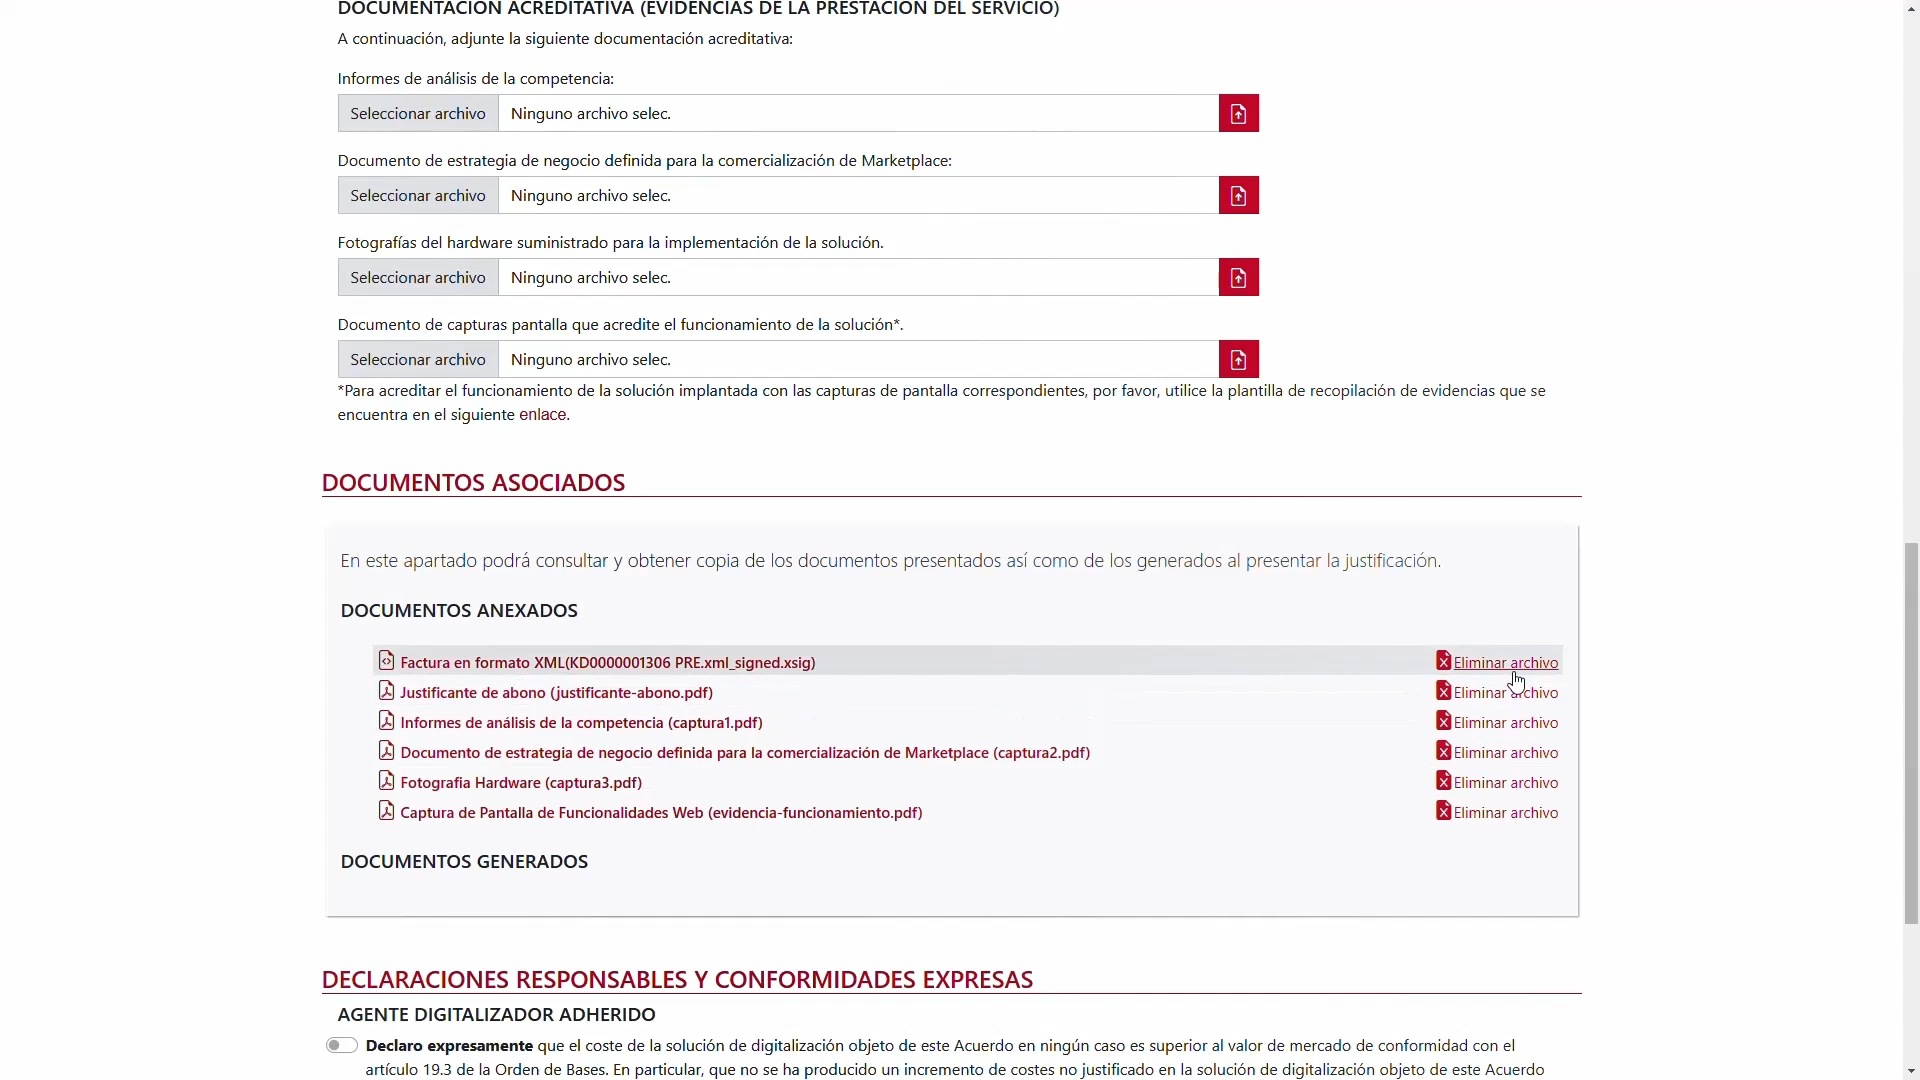 DOCUMENTACIÓN ACREDITATIVA (EVIDENCIAS DE LA PRESTACIÓN DEL SERVICIO)
A continuación, adjunte la siguiente documentación acreditativa:
Informes de análisis de la competencia:
Seleccionar archivo Ninguno archivo selec.
Documento de estrategia de negocio definida para la comercialización de Marketplace:
Seleccionar archivo Ninguno archivo selec.
Fotografías del hardware suministrado para la implementación de la solución.
Seleccionar archivo Ninguno archivo selec.
Documento de capturas pantalla que acredite el funcionamiento de la solución*.
Seleccionar archivo Ninguno archivo selec.
*Para acreditar el funcionamiento de la solución implantada con las capturas de pantalla correspondientes, por favor, utilice la plantilla de recopilación de evidencias que se
encuentra en el siguiente enlace.
DOCUMENTOS ASOCIADOS
En este apartado podrá consultar y obtener copia de los documentos presentados así como de los generados al presentar la justificación.
DOCUMENTOS ANEXADOS
Factura en formato XML(KD0000001306 PRE.xml_signed.xsig) Eliminar archivo
Justificante de abono (justificante-abono.pdf) Eliminar archivo
Informes de análisis de la competencia (captura1.pdf) Eliminar archivo
Documento de estrategia de negocio definida para la comercialización de Marketplace (captura2.pdf) Eliminar archivo
Fotografia Hardware (captura3.pdf) Eliminar archivo
Captura de Pantalla de Funcionalidades Web (evidencia-funcionamiento.pdf) Eliminar archivo
DOCUMENTOS GENERADOS
DECLARACIONES RESPONSABLES Y CONFORMIDADES EXPRESAS
AGENTE DIGITALIZADOR ADHERIDO
Declaro expresamente que el coste de la solución de digitalización objeto de este Acuerdo en ningún caso es superior al valor de mercado de conformidad con el
artículo 19.3 de la Orden de Bases. En particular, que no se ha producido un incremento de costes no justificado en la solución de digitalización objeto de este Acuerdo